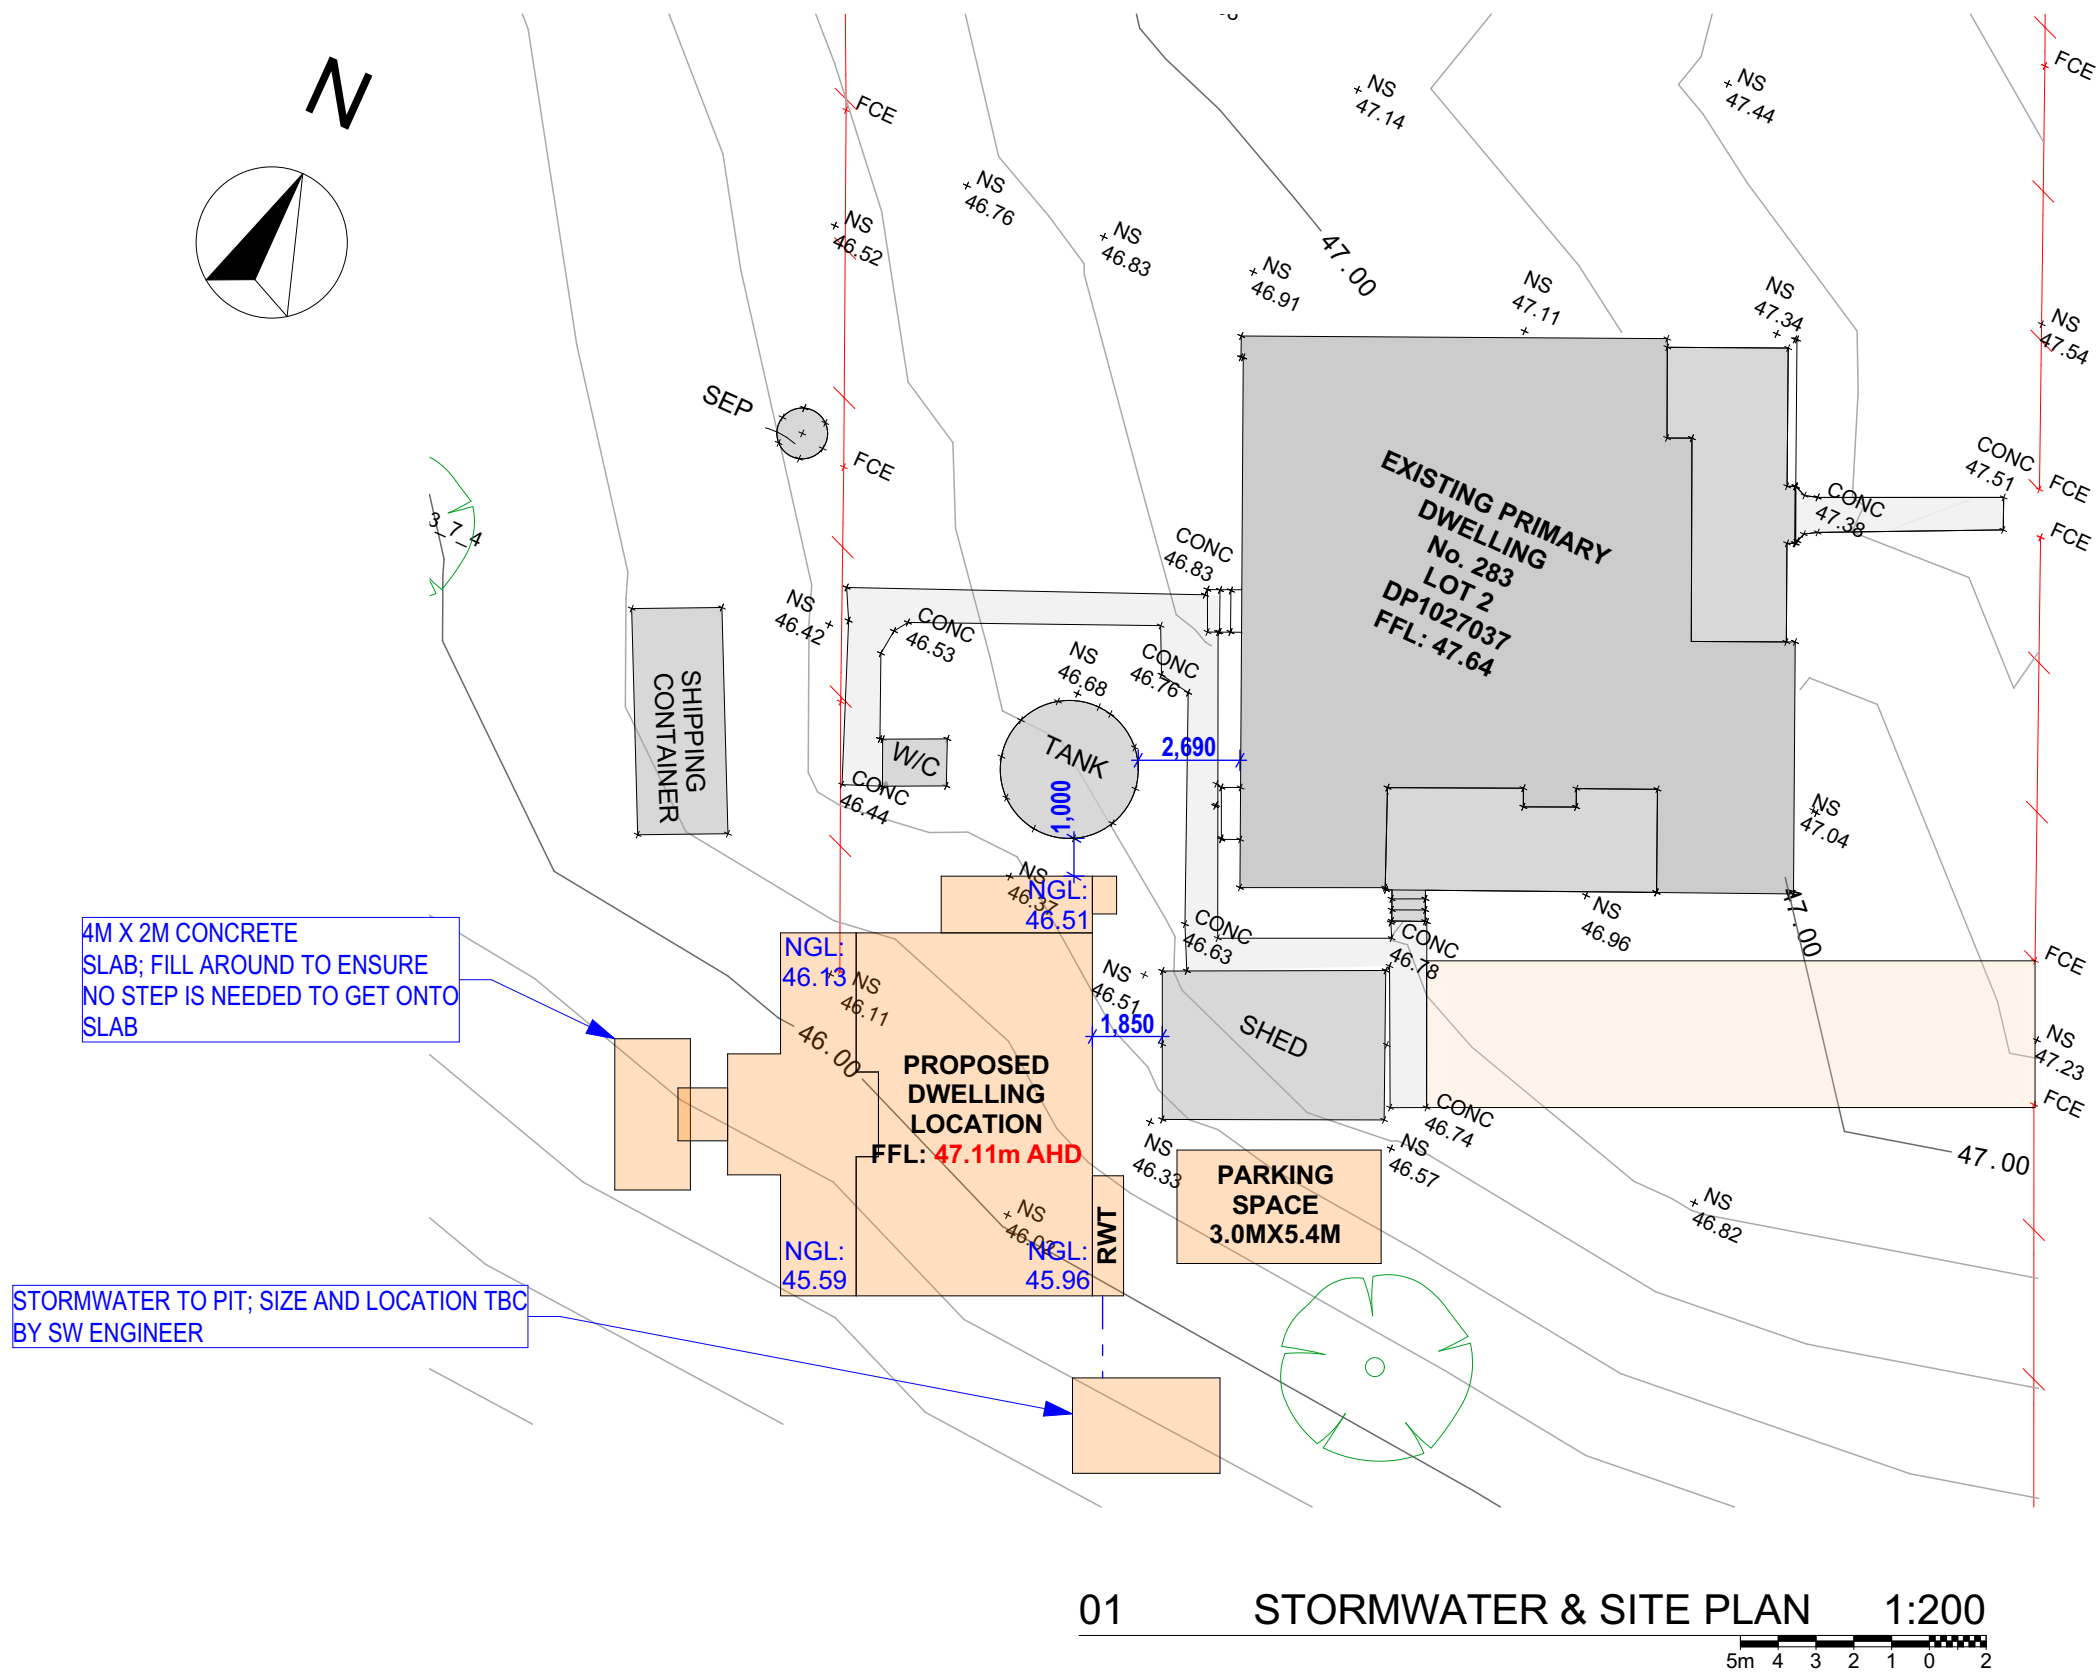 N
FCE
FCE
NS
47.14
NS
47.44
NS
46.76
NS
46.52
NS
46.83
NS
46.91
47.00
NS
47.11
NS
47.34
NS
47.54
SEP
FCE
CONC
47.51
FCE
CONC
47.38
FCE
3_7_4
EXISTING PRIMARY
DWELLING
No. 283
LOT 2
DP1027037
FFL: 47.64
CONC
46.83
NS
46.42
CONC
46.53
NS
46.68
CONC
46.76
SHIPPING
CONTAINER
W/C
TANK
2,690
1,000
CONC
46.44
NS
47.04
NS
46.37
NGL:
46.51
47.00
NS
46.96
CONC
46.63
CONC
46.78
FCE
4M X 2M CONCRETE
SLAB; FILL AROUND TO ENSURE
NO STEP IS NEEDED TO GET ONTO
SLAB
NGL:
46.13
NS
46.11
NS
46.51
1,850
SHED
NS
47.23
46.00
PROPOSED
DWELLING
LOCATION
FFL: 47.11m AHD
FCE
CONC
46.74
NS
46.33
NS
46.57
47.00
PARKING
SPACE
3.0MX5.4M
NS
46.82
NS
NGL:
45.59
NGL:
45.96
RWT
STORMWATER TO PIT; SIZE AND LOCATION TBC
BY SW ENGINEER
01 STORMWATER & SITE PLAN 1:200
5m 4 3 2 1 0 2